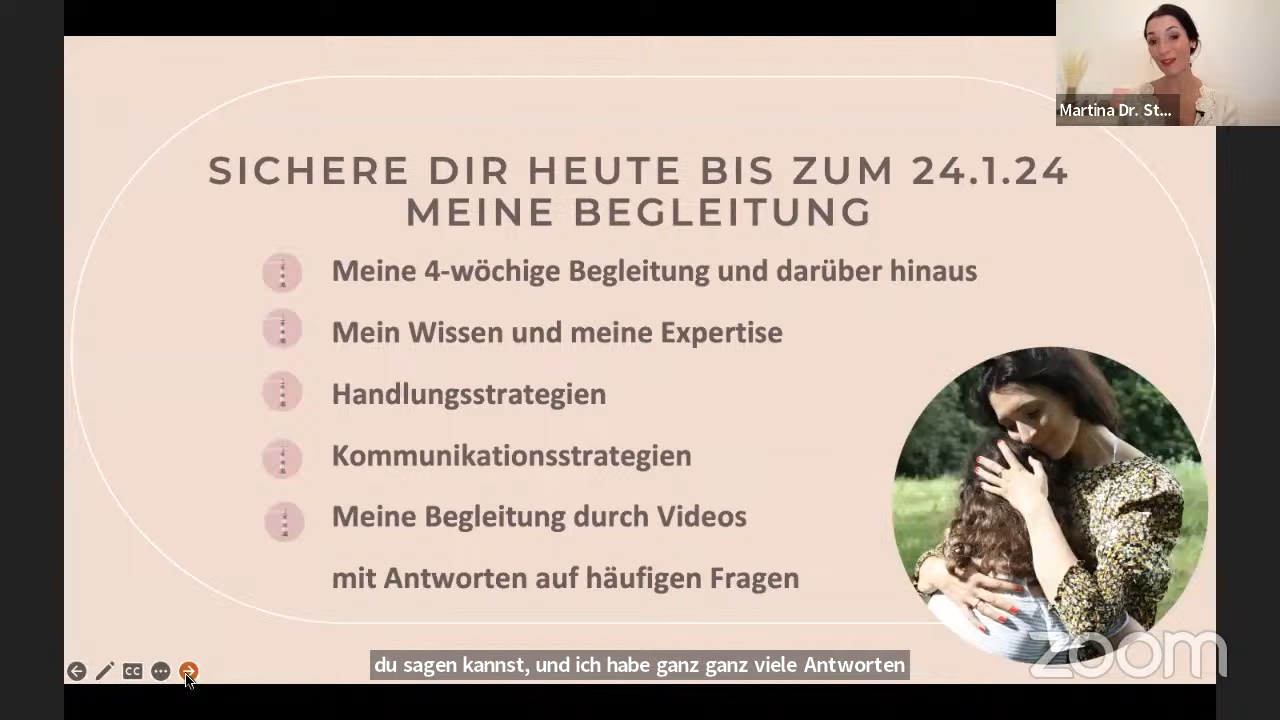 Martina Dr. St...
SICHERE DIR HEUTE BIS ZUM 24.1.24
MEINE BEGLEITUNG
Meine 4-wöchige Begleitung und darüber hinaus
Mein Wissen und meine Expertise
Handlungsstrategien
Kommunikationsstrategien
Meine Begleitung durch Videos
mit Antworten auf häufigen Fragen
CC
du sagen kannst, und ich habe ganz ganz viele Antworten
zoom